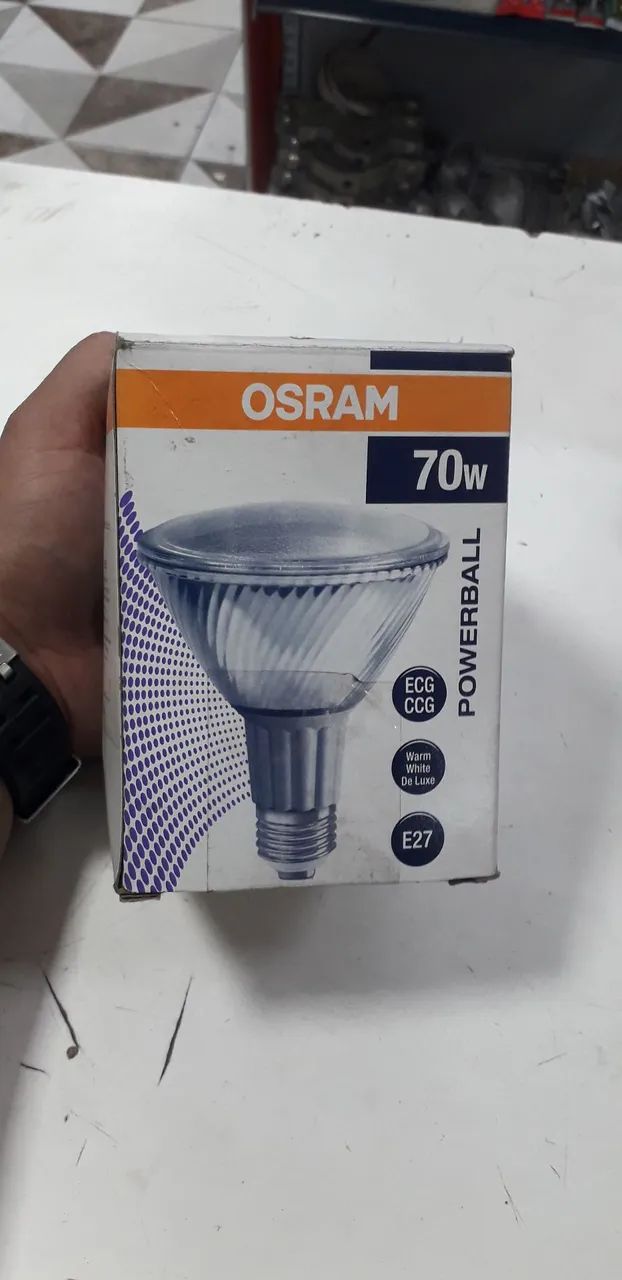 OSRAM
70W
POWERBALL
ECG
CCG
Warm
White
De Luxe
E27